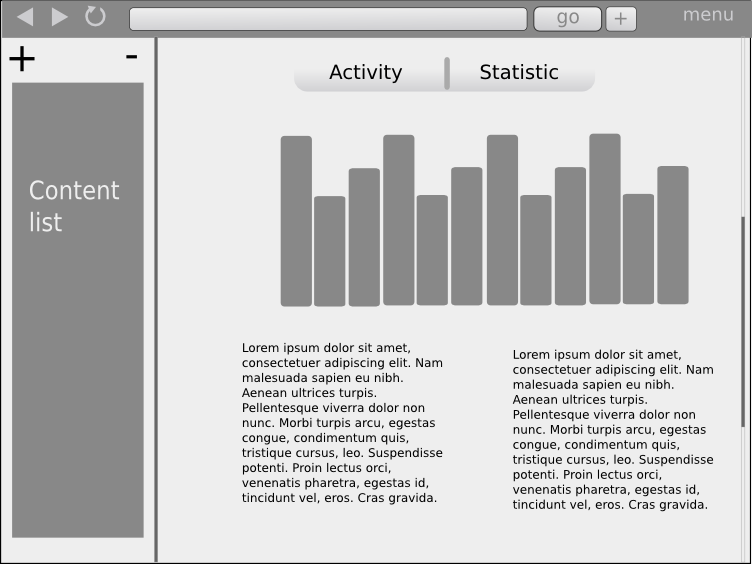 go
+
menu
+
-
Activity
Statistic
Content
list
Lorem ipsum dolor sit amet,
consectetuer adipiscing elit. Nam
malesuada sapien eu nibh.
Aenean ultrices turpis.
Pellentesque viverra dolor non
nunc. Morbi turpis arcu, egestas
congue, condimentum quis,
tristique cursus, leo. Suspendisse
potenti. Proin lectus orci,
venenatis pharetra, egestas id,
tincidunt vel, eros. Cras gravida.
Lorem ipsum dolor sit amet,
consectetuer adipiscing elit. Nam
malesuada sapien eu nibh.
Aenean ultrices turpis.
Pellentesque viverra dolor non
nunc. Morbi turpis arcu, egestas
congue, condimentum quis,
tristique cursus, leo. Suspendisse
potenti. Proin lectus orci,
venenatis pharetra, egestas id,
tincidunt vel, eros. Cras gravida.